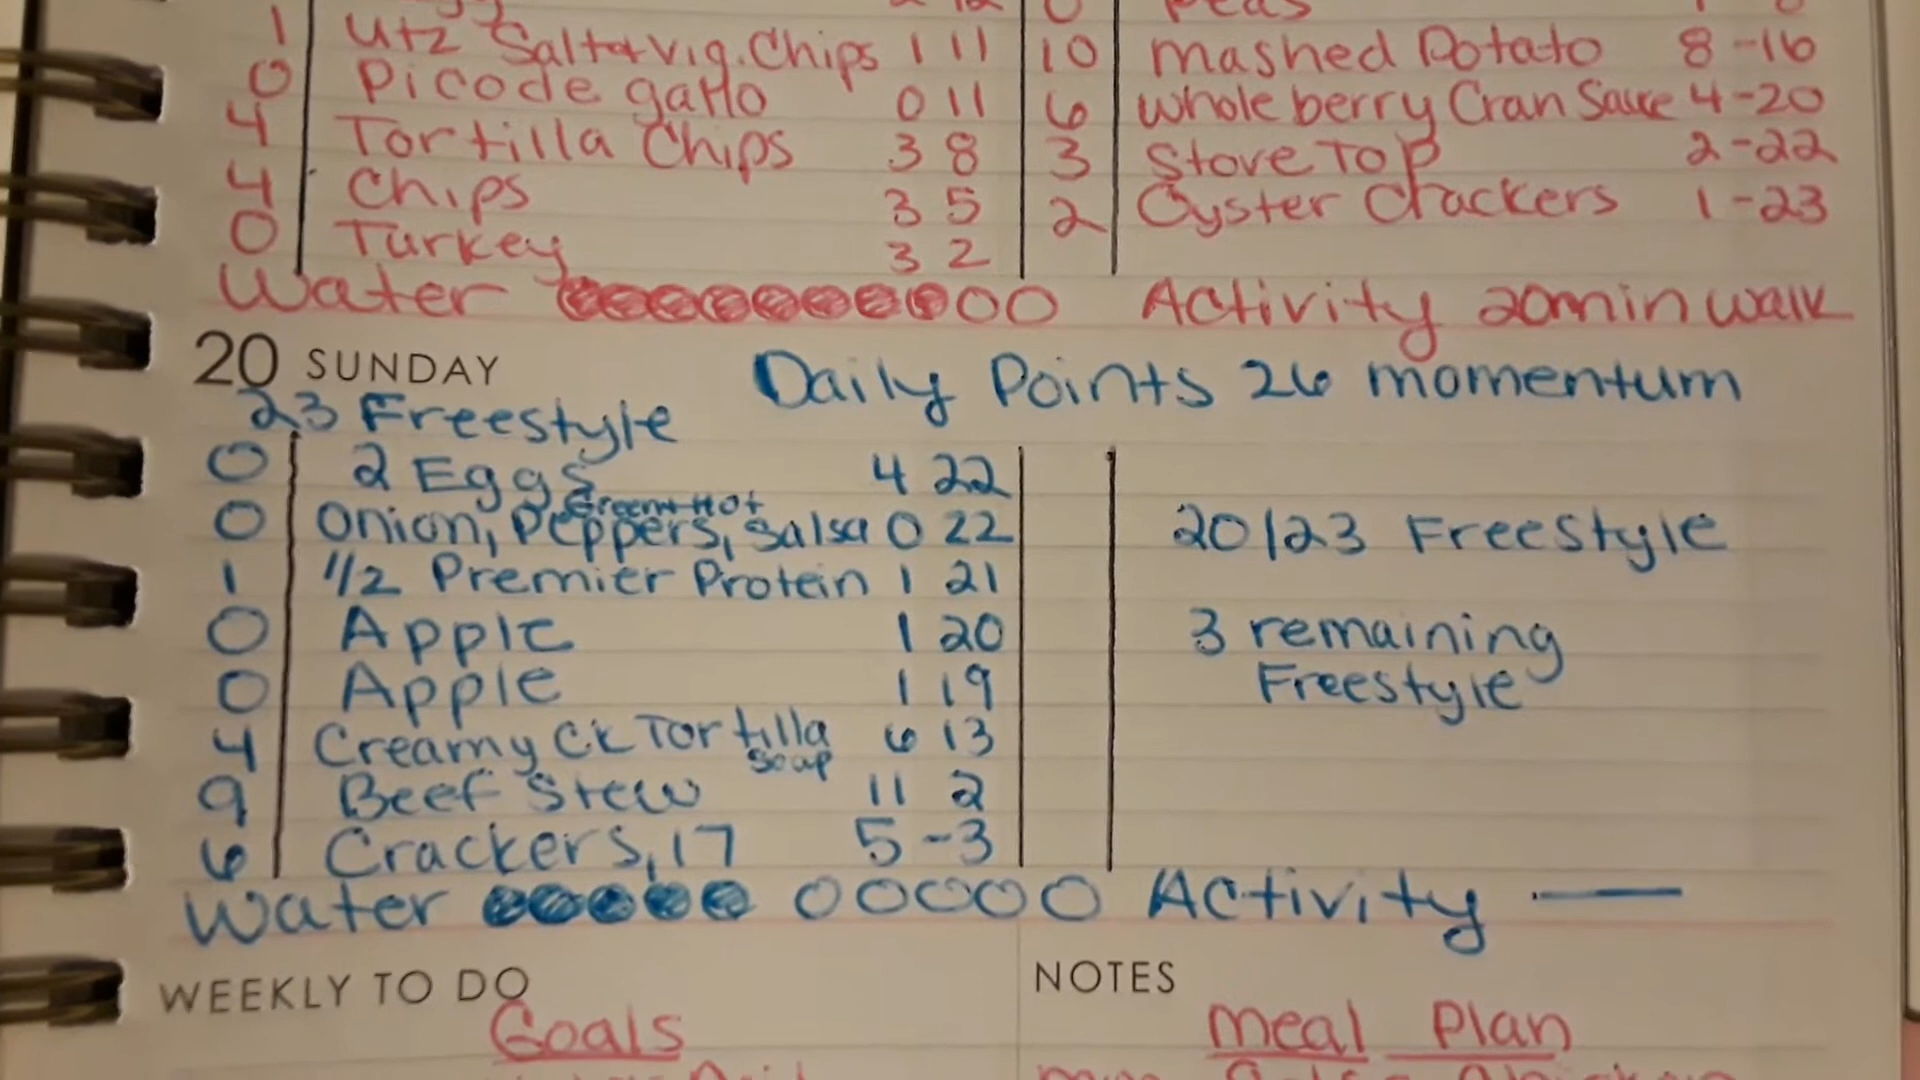 1 Utz Salt+Vig. Chips 1 11
0 Picode gallo 0 11
4 Tortilla Chips 3 8
4 Chips 3 5
0 Turkey 3 2
0 Peas
10 Mashed Potato 8 -16
6 Whole berry Cran Sauce 4 -20
3 Stove Top 2 -22
2 Oyster Crackers 1 -23
Water Activity 20min walk
20 SUNDAY Daily Points 26 momentum
23 Freestyle
0 2 Eggs 4 22
Green+Hot
0 Onion, Peppers, Salsa 0 22
1 1/2 Premier Protein 1 21
0 Apple 1 20
0 Apple 1 19
4 Creamy Ck Tortilla 6 13
Soup
9 Beef Stew 11 2
6 Crackers, 17 5 -3
20/23 Freestyle
3 remaining
Freestyle
Water Activity —
WEEKLY TO DO
Goals
NOTES
Meal Plan